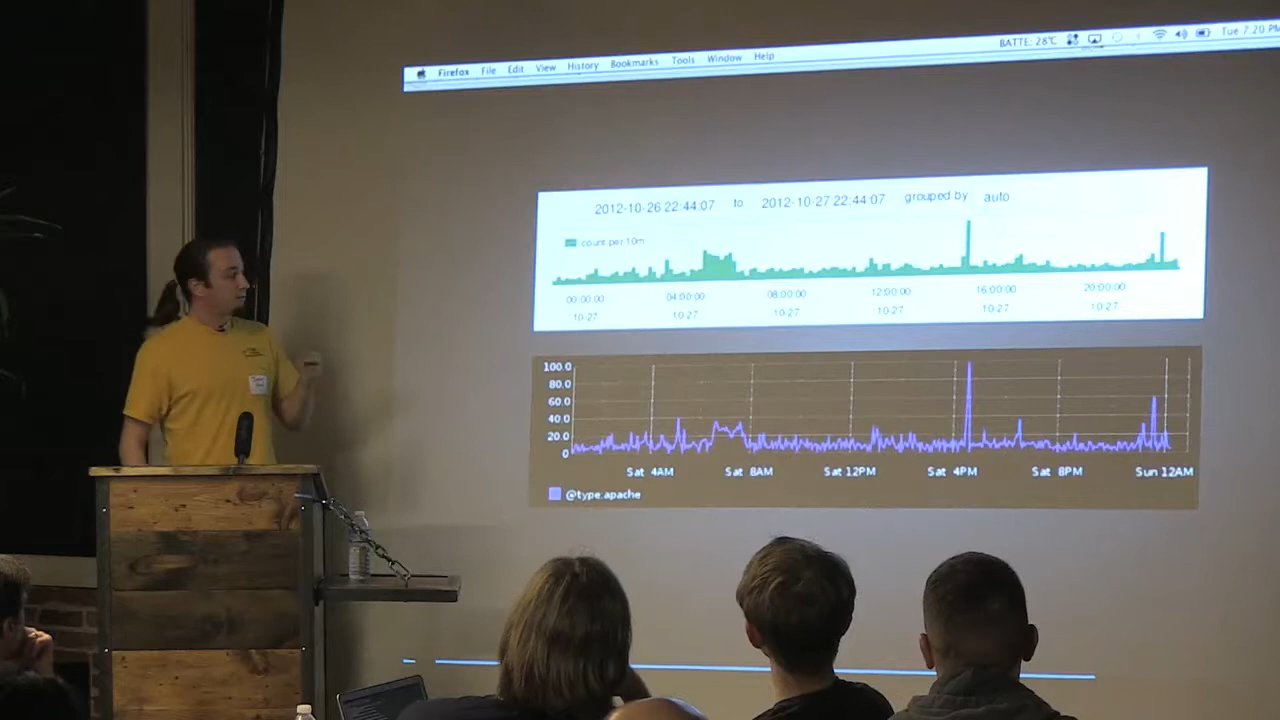 BATTE: 28°C Tue 7:20 PM
Firefox File Edit View History Bookmarks Tools Window Help
2012-10-26 22:44:07 to 2012-10-27 22:44:07 grouped by auto
count per 10m
00:00:00 04:00:00 08:00:00 12:00:00 16:00:00 20:00:00
10-27 10-27 10-27 10-27 10-27 10-27
100.0
80.0
60.0
40.0
20.0
0
Sat 4AM Sat 8AM Sat 12PM Sat 4PM Sat 8PM Sun 12AM
@type:apache